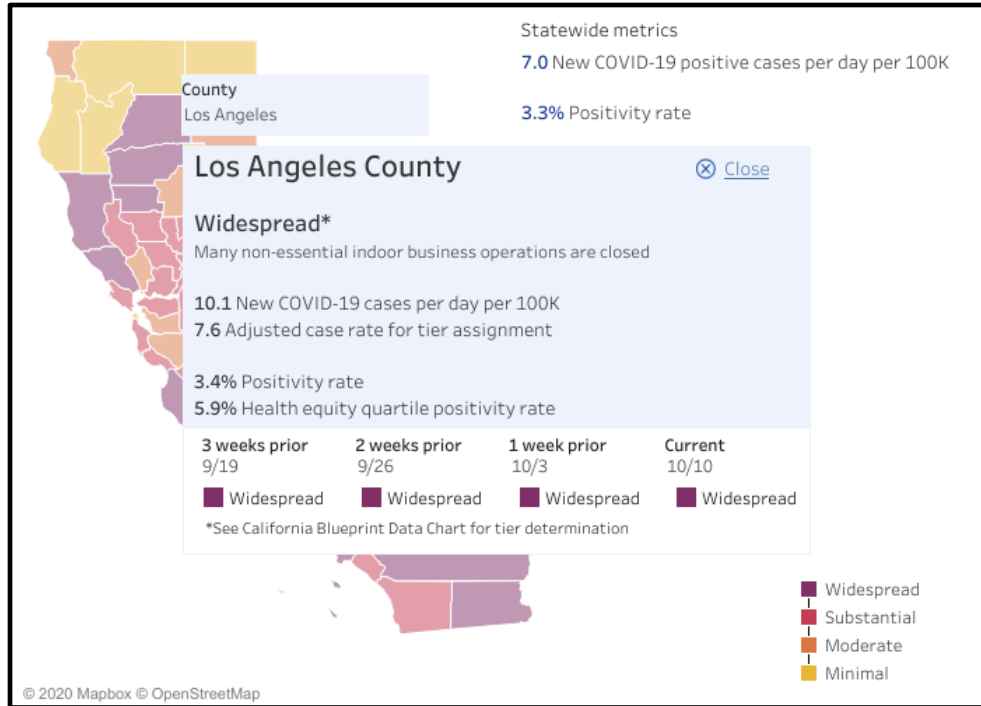 Statewide metrics
7.0 New COVID-19 positive cases per day per 100K
3.3% Positivity rate
County
Los Angeles
Los Angeles County
Close
Widespread*
Many non-essential indoor business operations are closed
10.1 New COVID-19 cases per day per 100K
7.6 Adjusted case rate for tier assignment
3.4% Positivity rate
5.9% Health equity quartile positivity rate
3 weeks prior 2 weeks prior 1 week prior Current
9/19 9/26 10/3 10/10
Widespread Widespread Widespread Widespread
*See California Blueprint Data Chart for tier determination
Widespread
Substantial
Moderate
Minimal
© 2020 Mapbox © OpenStreetMap